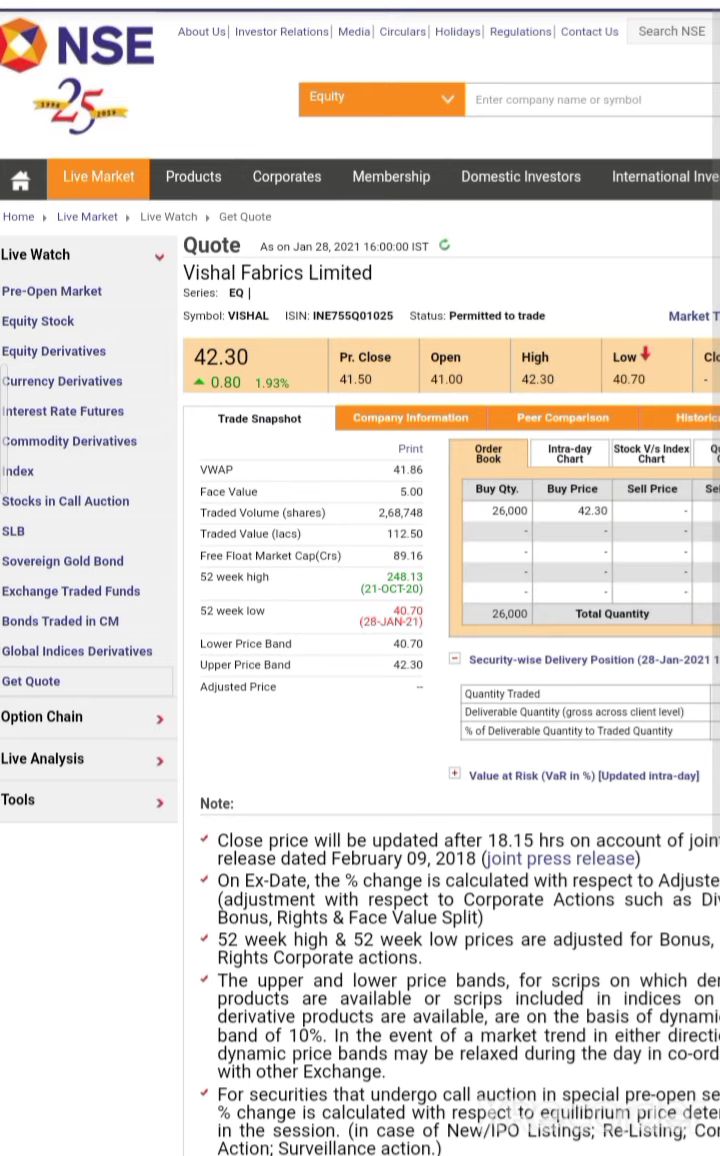 NSE
25
About Us| Investor Relations| Media| Circulars| Holidays| Regulations| Contact Us
Search NSE
Equity
Enter company name or symbol
Live Market Products Corporates Membership Domestic Investors International Inve
Home Live Market Live Watch Get Quote
Live Watch
Pre-Open Market
Equity Stock
Equity Derivatives
Currency Derivatives
Interest Rate Futures
Commodity Derivatives
Index
Stocks in Call Auction
SLB
Sovereign Gold Bond
Exchange Traded Funds
Bonds Traded in CM
Global Indices Derivatives
Get Quote
Option Chain
Live Analysis
Tools
Quote As on Jan 28, 2021 16:00:00 IST
Vishal Fabrics Limited
Series: EQ |
Symbol: VISHAL ISIN: INE755Q01025 Status: Permitted to trade Market T
42.30 Pr. Close Open High Low Clo
0.80 1.93% 41.50 41.00 42.30 40.70 -
Trade Snapshot Company Information Peer Comparison Historic
Print
VWAP 41.86
Face Value 5.00
Traded Volume (shares) 2,68,748
Traded Value (lacs) 112.50
Free Float Market Cap(Crs) 89.16
52 week high 248.13
(21-OCT-20)
52 week low 40.70
(28-JAN-21)
Lower Price Band 40.70
Upper Price Band 42.30
Adjusted Price –
Order Book Intra-day Chart Stock V/s Index Chart
Buy Qty. Buy Price Sell Price Se
26,000 42.30 -
- - -
- - -
- - -
- - -
26,000 Total Quantity
Security-wise Delivery Position (28-Jan-2021 1
Quantity Traded
Deliverable Quantity (gross across client level)
% of Deliverable Quantity to Traded Quantity
Value at Risk (VaR in %) [Updated intra-day]
Note:
Close price will be updated after 18.15 hrs on account of join
release dated February 09, 2018 (joint press release)
On Ex-Date, the % change is calculated with respect to Adjuste
(adjustment with respect to Corporate Actions such as Di
Bonus, Rights & Face Value Split)
52 week high & 52 week low prices are adjusted for Bonus,
Rights Corporate actions.
The upper and lower price bands, for scrips on which de
products are available or scrips included in indices on
derivative products are available, are on the basis of dynami
band of 10%. In the event of a market trend in either directi
dynamic price bands may be relaxed during the day in co-ord
with other Exchange.
For securities that undergo call auction in special pre-open se
% change is calculated with respect to equilibrium price dete
in the session. (in case of New/IPO Listings; Re-Listing, Cor
Action; Surveillance action.)